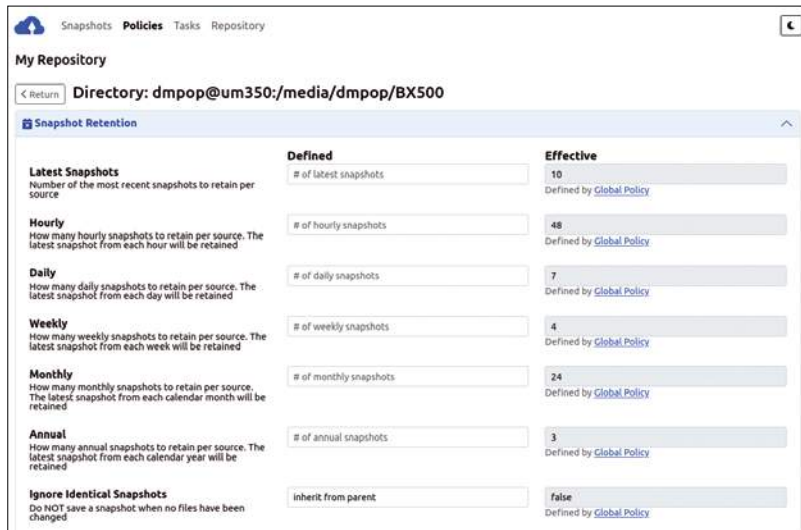 Snapshots Policies Tasks Repository
My Repository
< Return Directory: dmpop@um350:/media/dmpop/BX500
Snapshot Retention
Defined Effective
Latest Snapshots
Number of the most recent snapshots to retain per
source
# of latest snapshots
10
Defined by Global Policy
Hourly
How many hourly snapshots to retain per source. The
latest snapshot from each hour will be retained
# of hourly snapshots
48
Defined by Global Policy
Daily
How many daily snapshots to retain per source. The
latest snapshot from each day will be retained
# of daily snapshots
7
Defined by Global Policy
Weekly
How many weekly snapshots to retain per source. The
latest snapshot from each week will be retained
# of weekly snapshots
4
Defined by Global Policy
Monthly
How many monthly snapshots to retain per source.
The latest snapshot from each calendar month will be
retained
# of monthly snapshots
24
Defined by Global Policy
Annual
How many annual snapshots to retain per source. The
latest snapshot from each calendar year will be
retained
# of annual snapshots
3
Defined by Global Policy
Ignore Identical Snapshots
Do NOT save a snapshot when no files have been
changed
inherit from parent
false
Defined by Global Policy